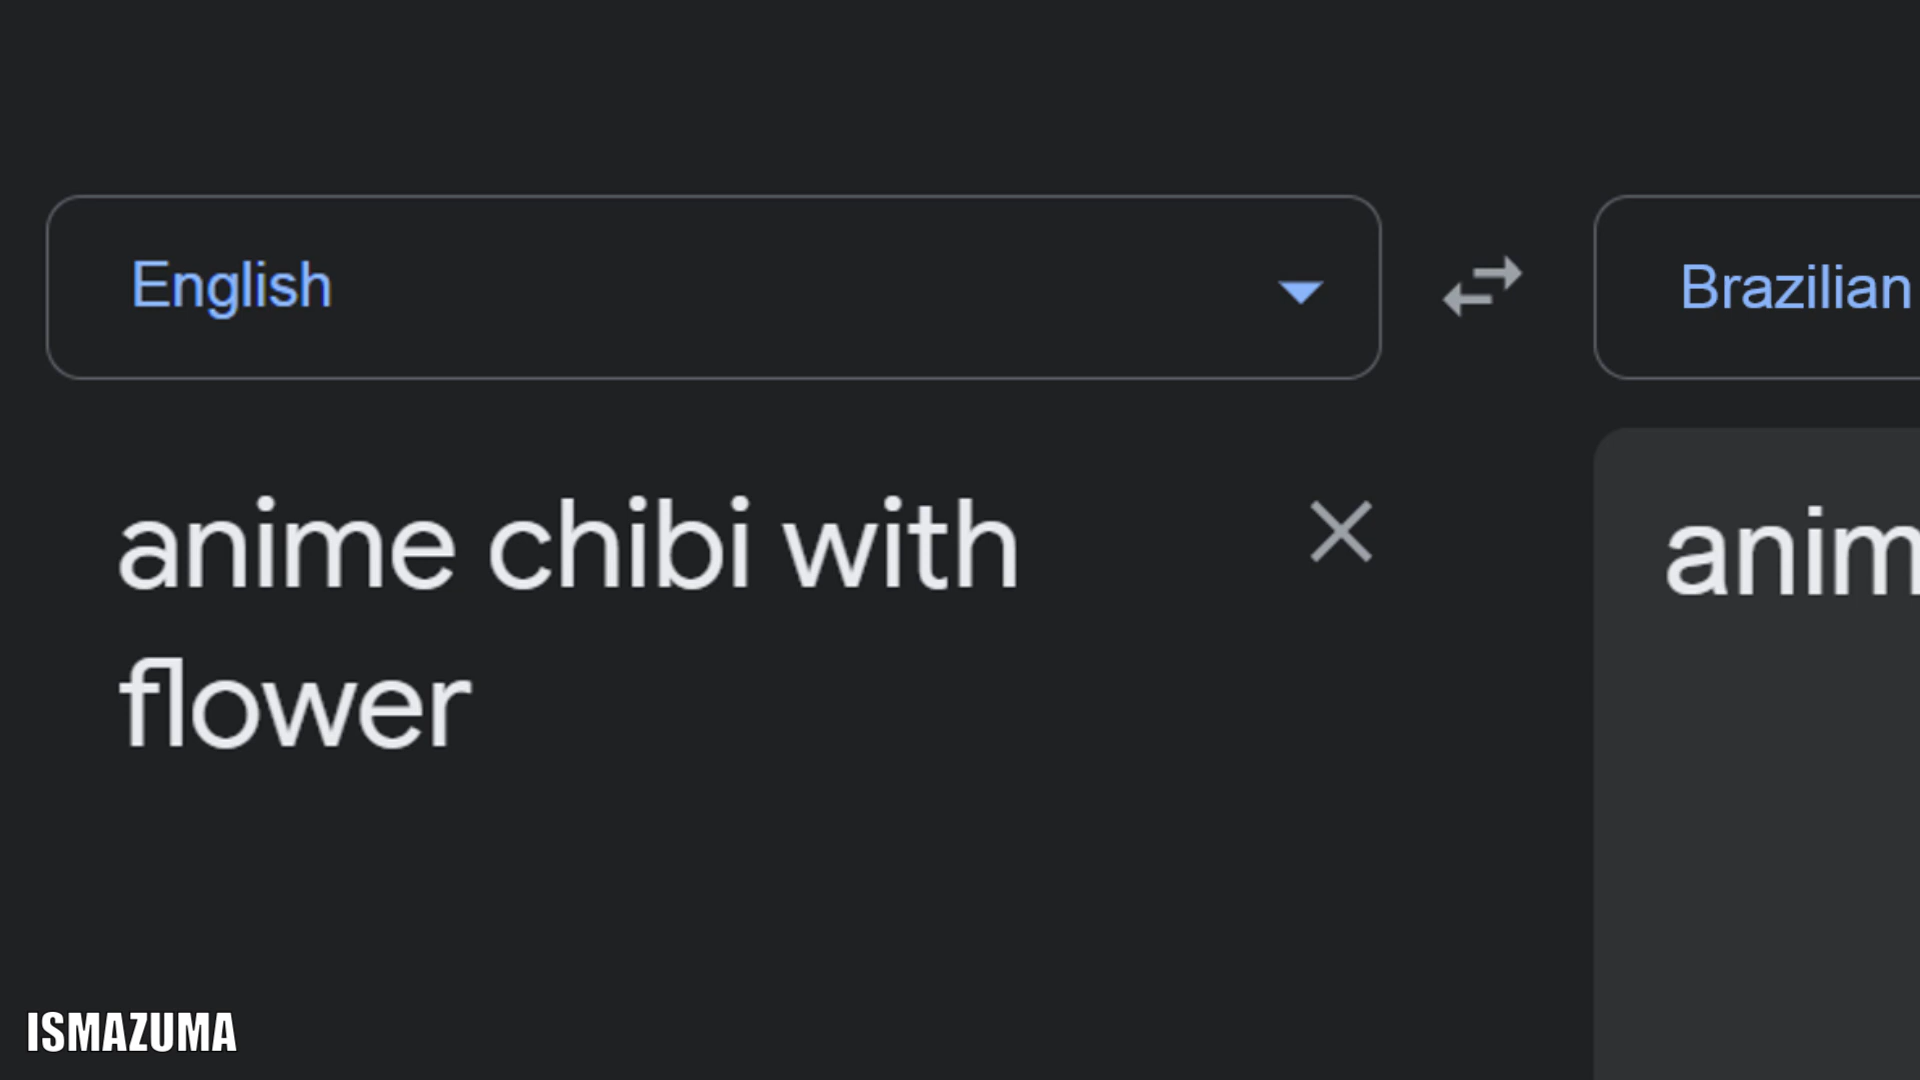 English
Brazilian
anime chibi with
flower
anim
ISMAZUMA